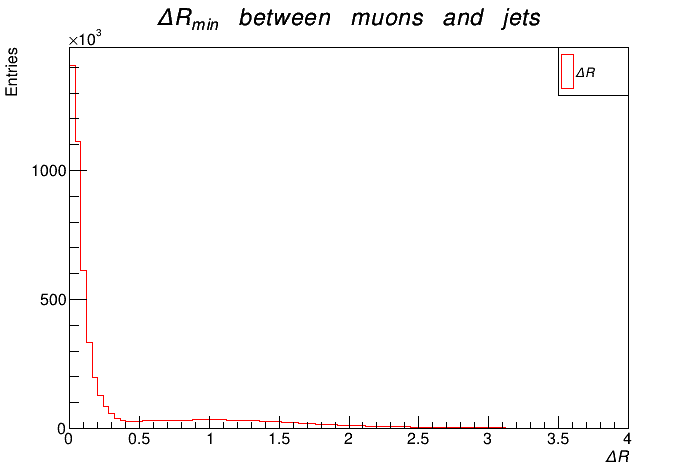 ΔRmin between muons and jets
×10³
Entries
ΔR
1000
500
0
0 0.5 1 1.5 2 2.5 3 3.5 4
ΔR